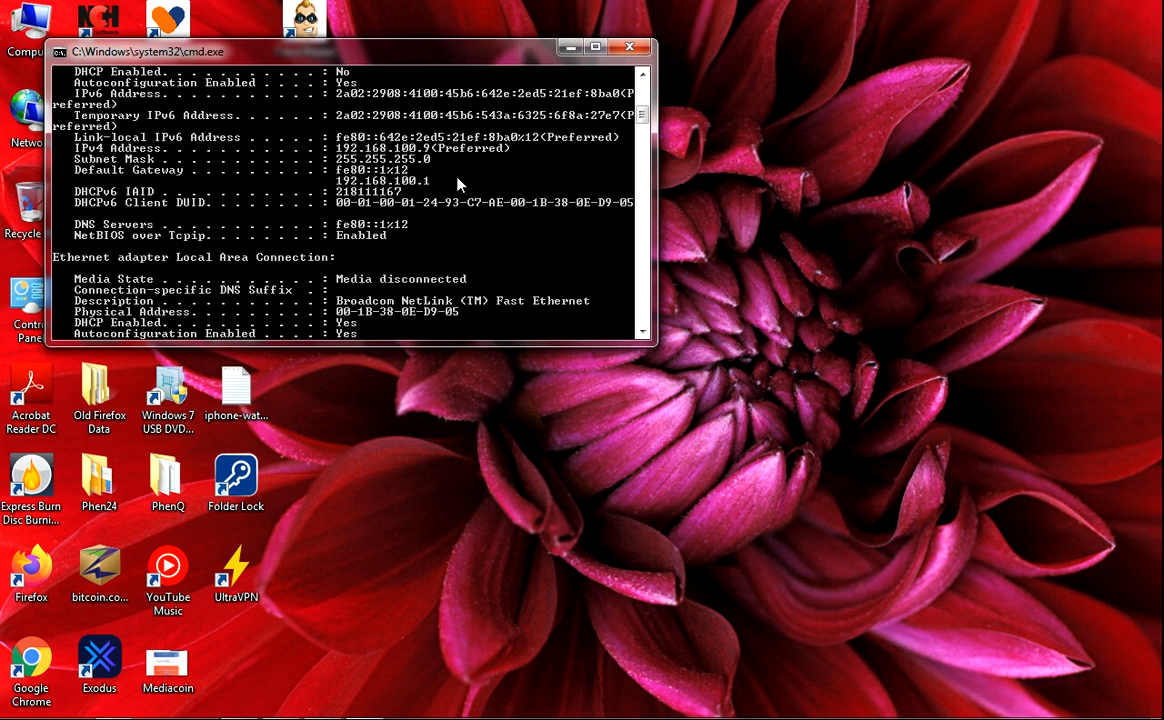 C:\Windows\system32\cmd.exe
DHCP Enabled. . . . . . . . . . . : No
Autoconfiguration Enabled . . . . : Yes
IPv6 Address. . . . . . . . . . . : 2a02:2908:4100:45b6:642e:2ed5:21ef:8ba0(P
referred)
Temporary IPv6 Address. . . . . . : 2a02:2908:4100:45b6:543a:6325:6f8a:27e7(P
referred)
Link-local IPv6 Address . . . . . : fe80::642e:2ed5:21ef:8ba0%12(Preferred)
IPv4 Address. . . . . . . . . . . : 192.168.100.9(Preferred)
Subnet Mask . . . . . . . . . . . : 255.255.255.0
Default Gateway . . . . . . . . . : fe80::1%12
192.168.100.1
DHCPv6 IAID . . . . . . . . . . . : 218111167
DHCPv6 Client DUID. . . . . . . . : 00-01-00-01-24-93-C7-AE-00-1B-38-0E-D9-05
DNS Servers . . . . . . . . . . . : fe80::1%12
NetBIOS over Tcpip. . . . . . . . : Enabled
Ethernet adapter Local Area Connection:
Media State . . . . . . . . . . . : Media disconnected
Connection-specific DNS Suffix  . :
Description . . . . . . . . . . . : Broadcom NetLink (TM) Fast Ethernet
Physical Address. . . . . . . . . : 00-1B-38-0E-D9-05
DHCP Enabled. . . . . . . . . . . : Yes
Autoconfiguration Enabled . . . . : Yes
NCH
Compu
Netwo
Recycle
Contro
Pane
Acrobat
Reader DC
Old Firefox
Data
Windows 7
USB DVD...
iphone-wat...
Express Burn
Disc Burni...
Phen24
PhenQ
Folder Lock
Firefox
bitcoin.co...
YouTube
Music
UltraVPN
Google
Chrome
Exodus
Mediacoin